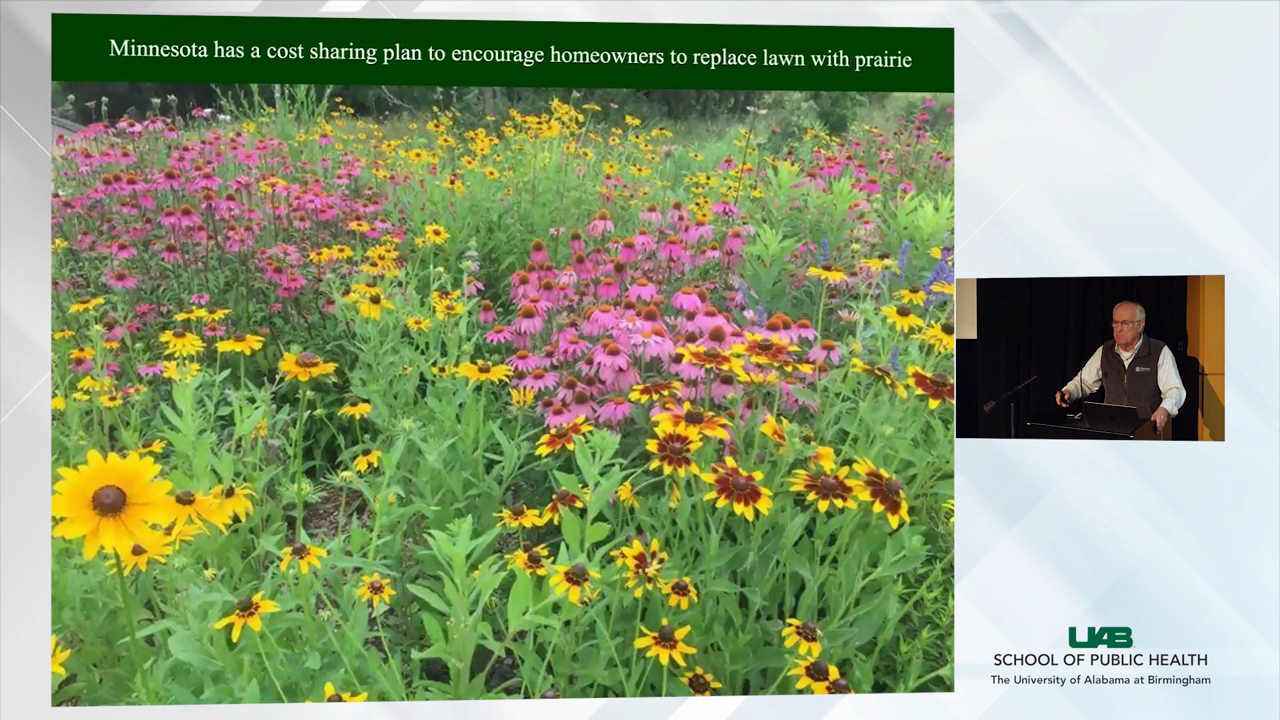 Minnesota has a cost sharing plan to encourage homeowners to replace lawn with prairie
UAB
SCHOOL OF PUBLIC HEALTH
The University of Alabama at Birmingham